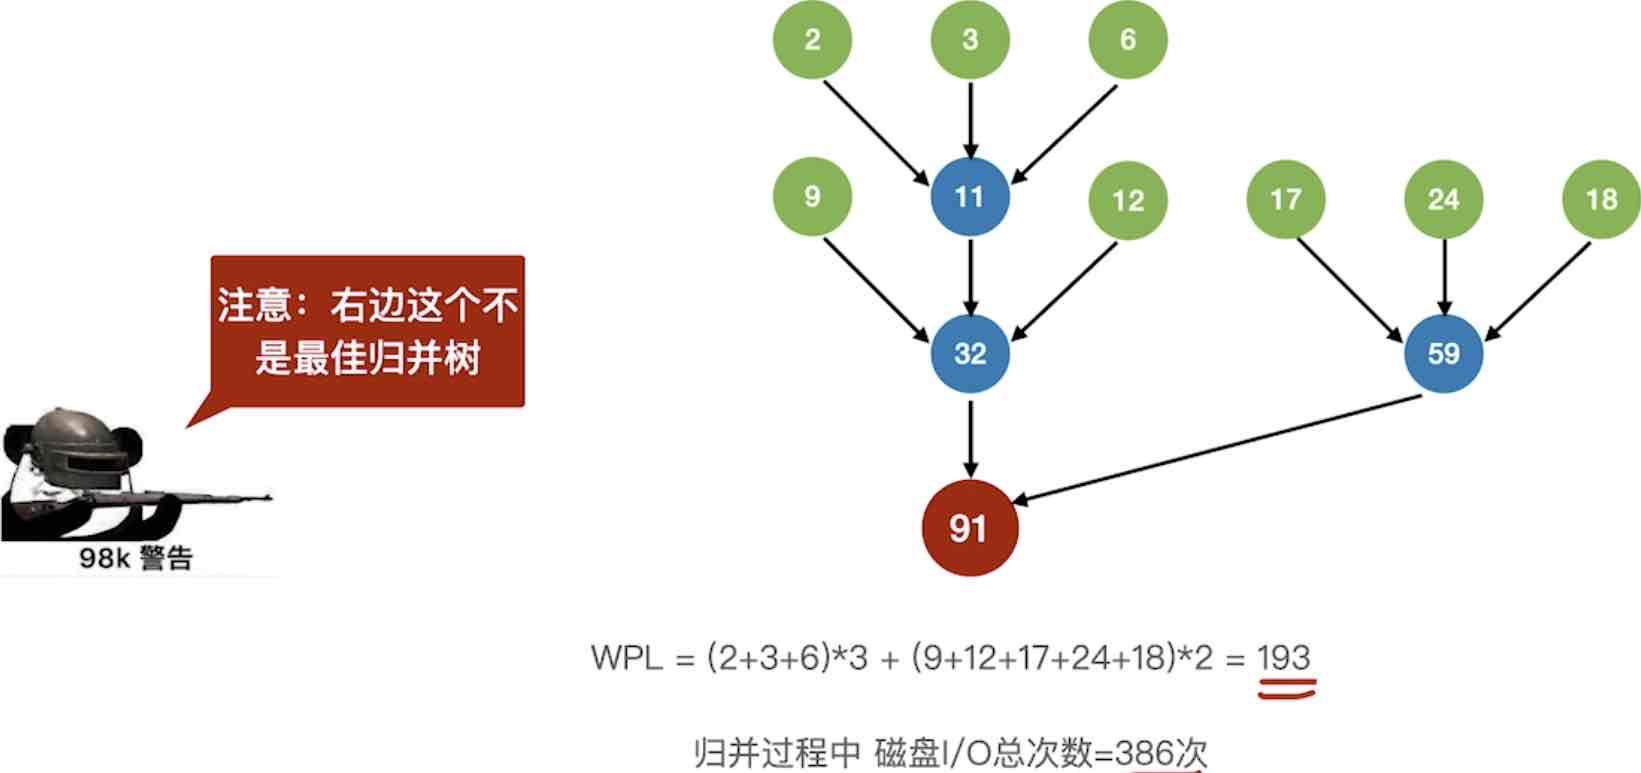 2 3 6
9 11 12 17 24 18
注意：右边这个不
是最佳归并树
32 59
91
98k 警告
WPL = (2+3+6)*3 + (9+12+17+24+18)*2 = 193
归并过程中 磁盘I/O总次数=386次